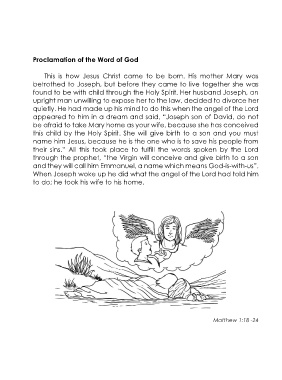 Proclamation of the Word of God
This is how Jesus Christ came to be born. His mother Mary was
betrothed to Joseph, but before they came to live together she was
found to be with child through the Holy Spirit. Her husband Joseph, an
upright man unwilling to expose her to the law, decided to divorce her
quietly. He had made up his mind to do this when the angel of the Lord
appeared to him in a dream and said, "Joseph son of David, do not
be afraid to take Mary home as your wife, because she has conceived
this child by the Holy Spirit. She will give birth to a son and you must
name him Jesus, because he is the one who is to save his people from
their sins." All this took place to fulfill the words spoken by the Lord
through the prophet, "the Virgin will conceive and give birth to a son
and they will call him Emmanuel, a name which means God-is-with-us".
When Joseph woke up he did what the angel of the Lord had told him
to do: he took his wife to his home.
Matthew 1:18-24